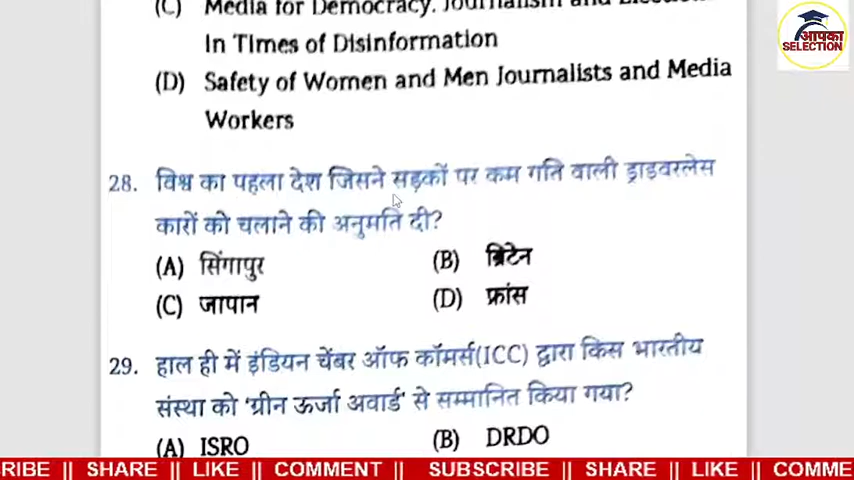 (C) Media for Democracy. Journalism and Elections
In Times of Disinformation
(D) Safety of Women and Men Journalists and Media
Workers
28. विश्व का पहला देश जिसने सड़कों पर कम गति वाली ड्राइवरलेस
कारों को चलाने की अनुमति दी?
(A) सिंगापुर (B) ब्रिटेन
(C) जापान (D) फ्रांस
29. हाल ही में इंडियन चेंबर ऑफ कॉमर्स(ICC) द्वारा किस भारतीय
संस्था को 'ग्रीन ऊर्जा अवार्ड' से सम्मानित किया गया?
(A) ISRO (B) DRDO
आपका
SELECTION
RIBE || SHARE || LIKE || COMMENT || SUBSCRIBE || SHARE || LIKE || COMME